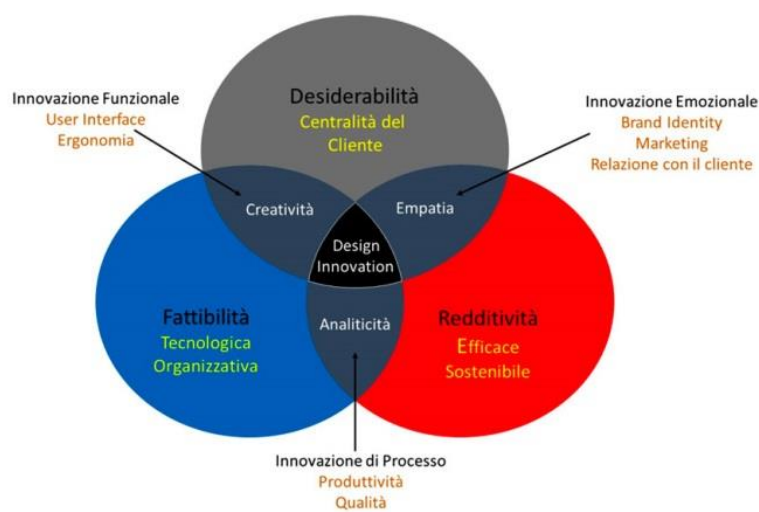 Innovazione Funzionale
User Interface
Ergonomia
Desiderabilità
Centralità del
Cliente
Innovazione Emozionale
Brand Identity
Marketing
Relazione con il cliente
Creatività
Empatia
Design
Innovation
Fattibilità
Tecnologica
Organizzativa
Analiticità
Redditività
Efficace
Sostenibile
Innovazione di Processo
Produttività
Qualità